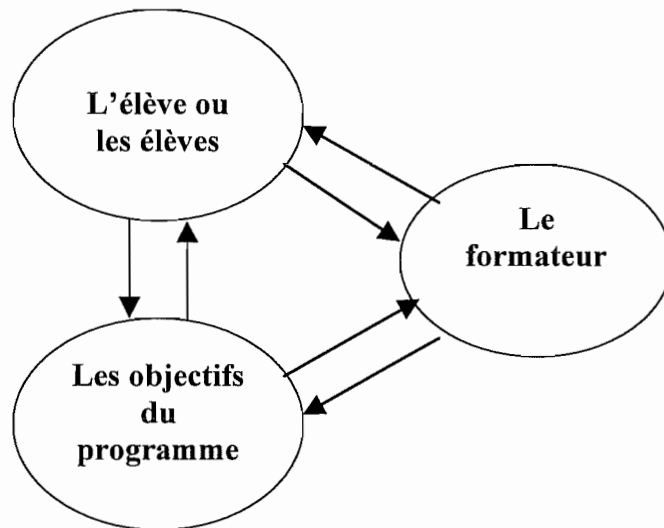 L'élève ou
les élèves
Le
formateur
Les objectifs
du
programme